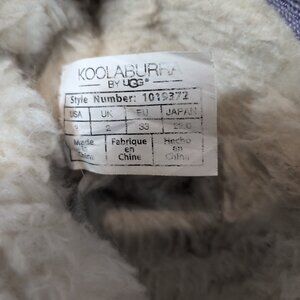 KOOLABURRA
BY UGG
Style Number: 1019372
USA UK EU JAPAN
3 2 33
Made Fabrique Hecho
in en en
China Chine China